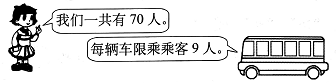 我们一共有 70 人。
每辆车限乘乘客 9 人。